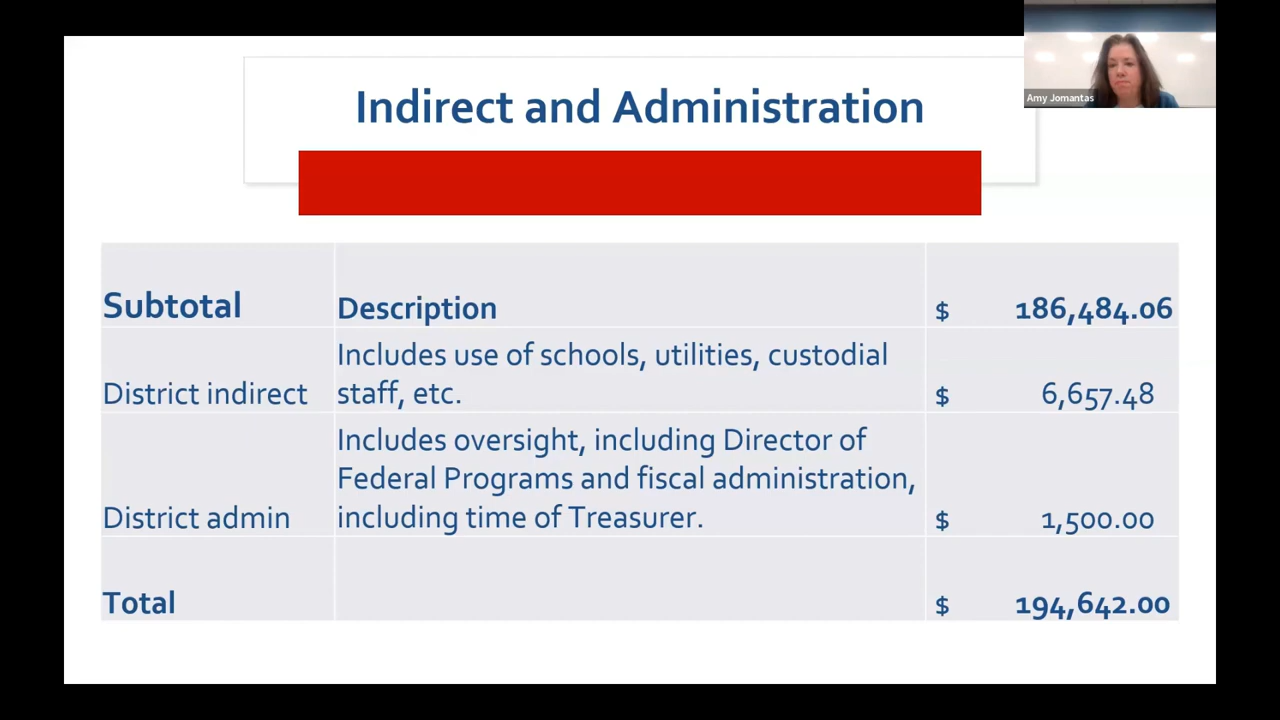 Amy Jomantas
Indirect and Administration
Subtotal Description $ 186,484.06
Includes use of schools, utilities, custodial
District indirect staff, etc. $ 6,657.48
Includes oversight, including Director of
Federal Programs and fiscal administration,
District admin including time of Treasurer. $ 1,500.00
Total $ 194,642.00